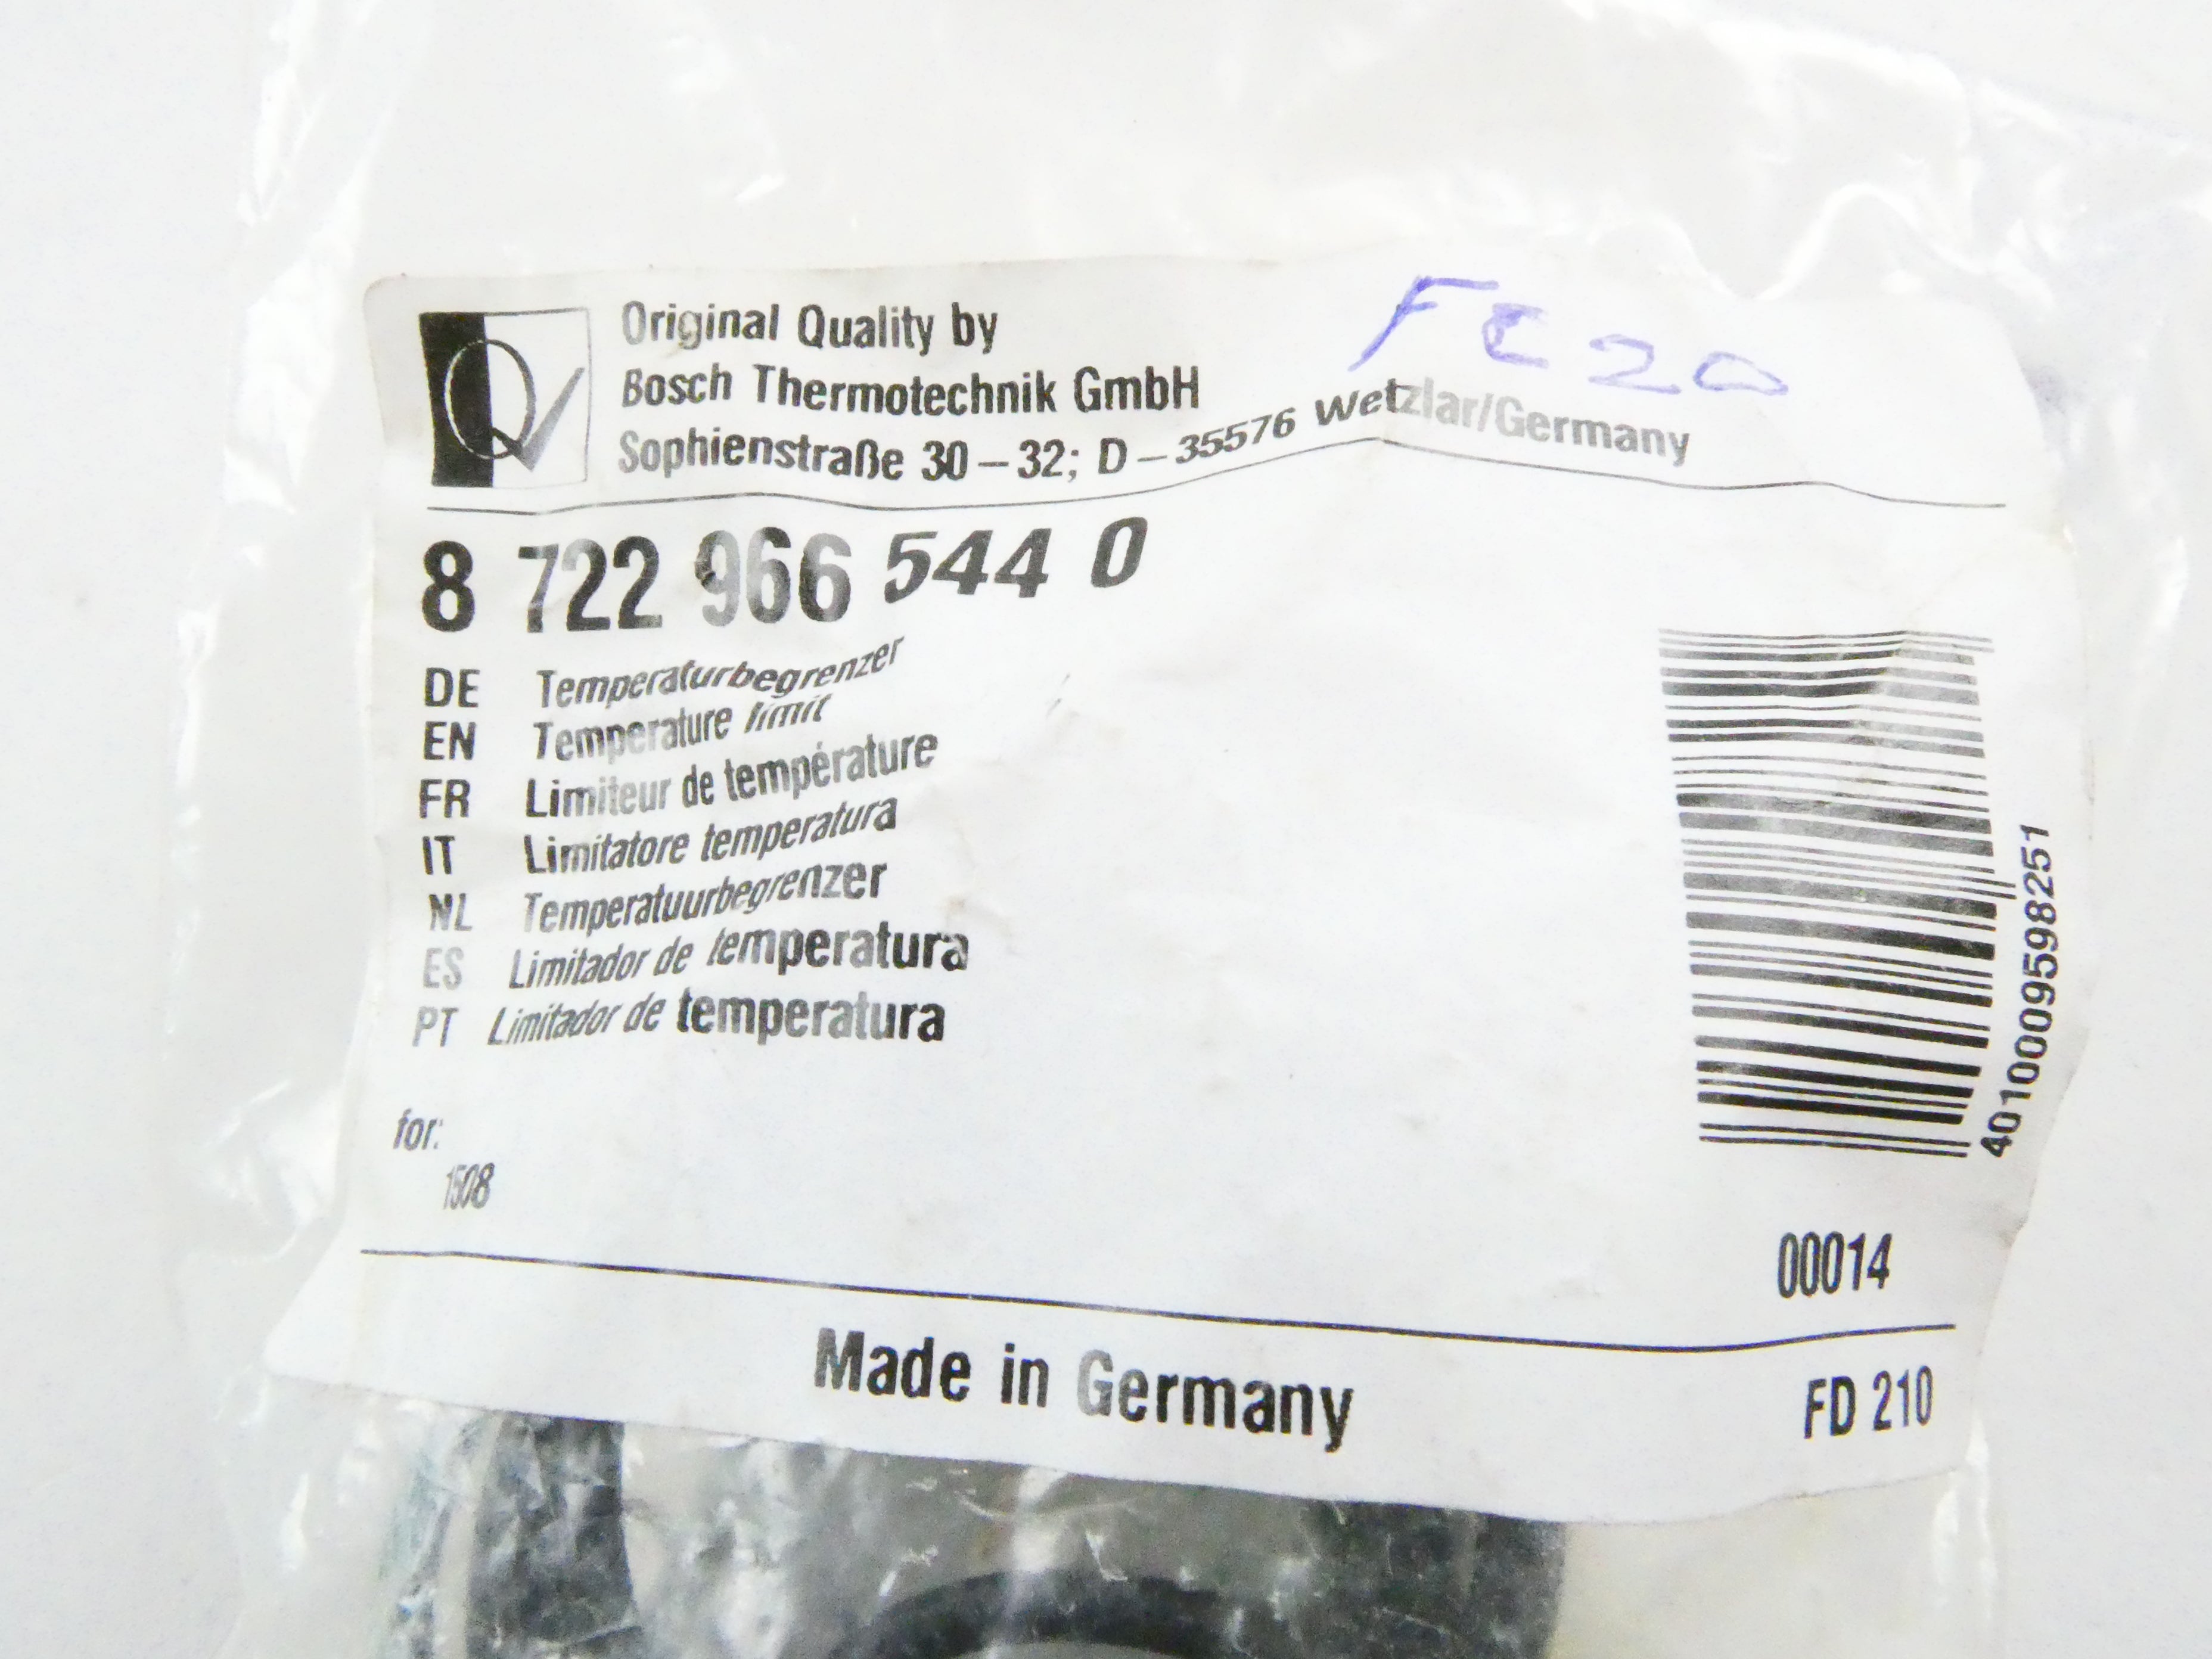 Original Quality by
Bosch Thermotechnik GmbH
Sophienstraße 30 – 32; D – 35576 Wetzlar/Germany
FC 20
8 722 966 544 0
DE Temperaturbegrenzer
EN Temperature limit
FR Limiteur de température
IT Limitatore temperatura
NL Temperatuurbegrenzer
ES Limitador de temperatura
PT Limitador de temperatura
4010009598251
for:
1508
00014
Made in Germany
FD 210